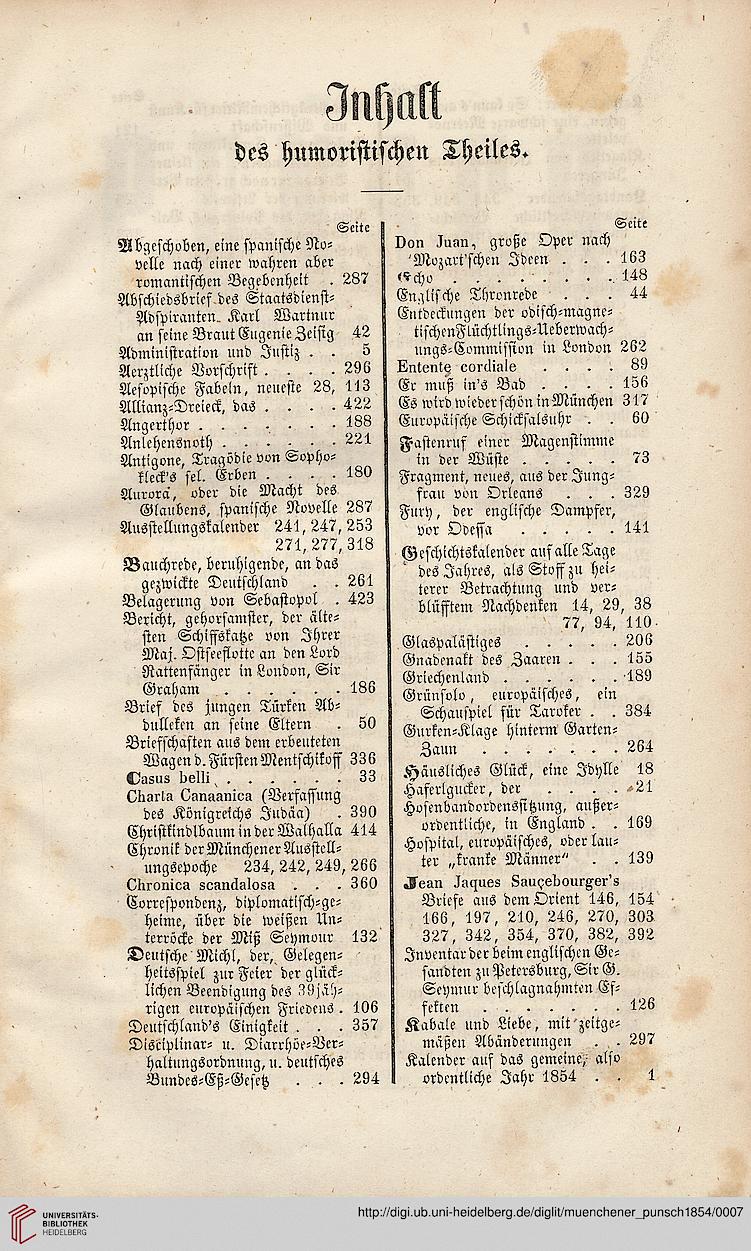 Inhalt
des humoristischen Theiles.
Seite
Abgeschoben, eine spanische No-
velle nach einer wahren aber
romantischen Begebenheit . 287
Abschiedsbrief des Staatsdienst-
Adspiranten Karl Wartnur
an seine Braut Eugenie Zeisig 42
Administration und Justiz . . 5
Aerztliche Vorschrift . . . . 296
Aesopische Fabeln, neueste 28, 113
Allianz-Dreieck, das . . . . 422
Angerthor . . . . . . . 188
Anlehensnoth . . . . . . 221
Antigone, Tragödie von Sopho-
kleck's sel. Erben . . . . 180
Aurora, oder die Macht des
Glaubens, spanische Novelle 287
Ausstellungskalender 241, 247, 253
271, 277, 318
Bauchrede, beruhigende, an das
gezwickte Deutschland . . 261
Belagerung von Sebastopol . 423
Bericht, gehorsamster, der älte-
sten Schiffskatze von Ihrer
Maj. Ostseeflotte an den Lord
Rattenfänger in London, Sir
Graham . . . . . . 186
Brief des jungen Türken Ab-
dulleken an seine Eltern . 50
Briefschaften aus dem erbeuteten
Wagen d. Fürsten Mentschikoff 336
Casus belli . . . . . . 33
Charta Canaanica (Verfassung
des Königreichs Judäa) . 390
Christkindlbaum in der Walhalla 414
Chronik der Münchener Ausstell-
ungsepoche 234, 242, 249, 266
Chronica scandalosa . . . 360
Correspondenz, diplomatisch-ge-
heime, über die weißen Un-
terröcke der Miß Seymour 132
Deutsche Michl, der, Gelegen-
heitsspiel zur Feier der glück-
lichen Beendigung des 39jäh-
rigen europäischen Friedens . 106
Deutschland's Einigkeit . . . 357
Disciplinar- u. Diarrhöe-Ver-
haltungsordnung, u. deutsches
Bundes-Eß-Gesetz . . . 294
Seite
Don Juan, große Oper nach
Mozart'schen Ideen . . . 163
Echo . . . . . . . . . 148
Englische Thronrede . . . 44
Entdeckungen der odisch-magne-
tischen Flüchtlings-Ueberwach-
ungs-Commission in London 262
Entente cordiale . . . . 89
Er muß in's Bad . . . . 156
Es wird wieder schön in München 317
Europäische Schicksalsuhr . . 60
Fastenruf einer Magenstimme
in der Wüste . . . . . 73
Fragment, neues, aus der Jung-
frau von Orleans . . . 329
Fury, der englische Dampfer,
vor Odessa . . . . . 141
Geschichtskalender auf alle Tage
des Jahres, als Stoff zu hei-
terer Betrachtung und ver-
blüfftem Nachdenken 14, 29, 38
77, 94, 110
Glaspalästiges . . . . . 206
Gnadenakt des Zaaren . . . 155
Griechenland . . . . . . 189
Grünsolo, europäisches, ein
Schauspiel für Taroker . . 384
Gurken-Klage hinterm Garten-
Zaun . . . . . . . 264
Häusliches Glück, eine Idylle 18
Haferlgucker, der . . . . 21
Hosenbandordenssitzung, außer-
ordentliche, in England . . 169
Hospital, europäisches, oder lau-
ter „kranke Männer“ . . 139
Jean Jaques Sauçebourger's
Briefe aus dem Orient 146, 154
166, 197, 210, 246, 270, 303
327, 342, 354, 370, 382, 392
Inventar der beim englischen Ge-
sandten zu Petersburg, Sir G.
Seymur beschlagnahmten Ef-
fekten . . . . . . . 126
Kabale und Liebe, mit zeitge-
mäßen Abänderungen . . 297
Kalender auf das gemeine, also
ordentliche Jahr 1854 . . 1
UNIVERSITÄTS-
BIBLIOTHEK
HEIDELBERG
http://digi.ub.uni-heidelberg.de/diglit/muenchener_punsch1854/0007